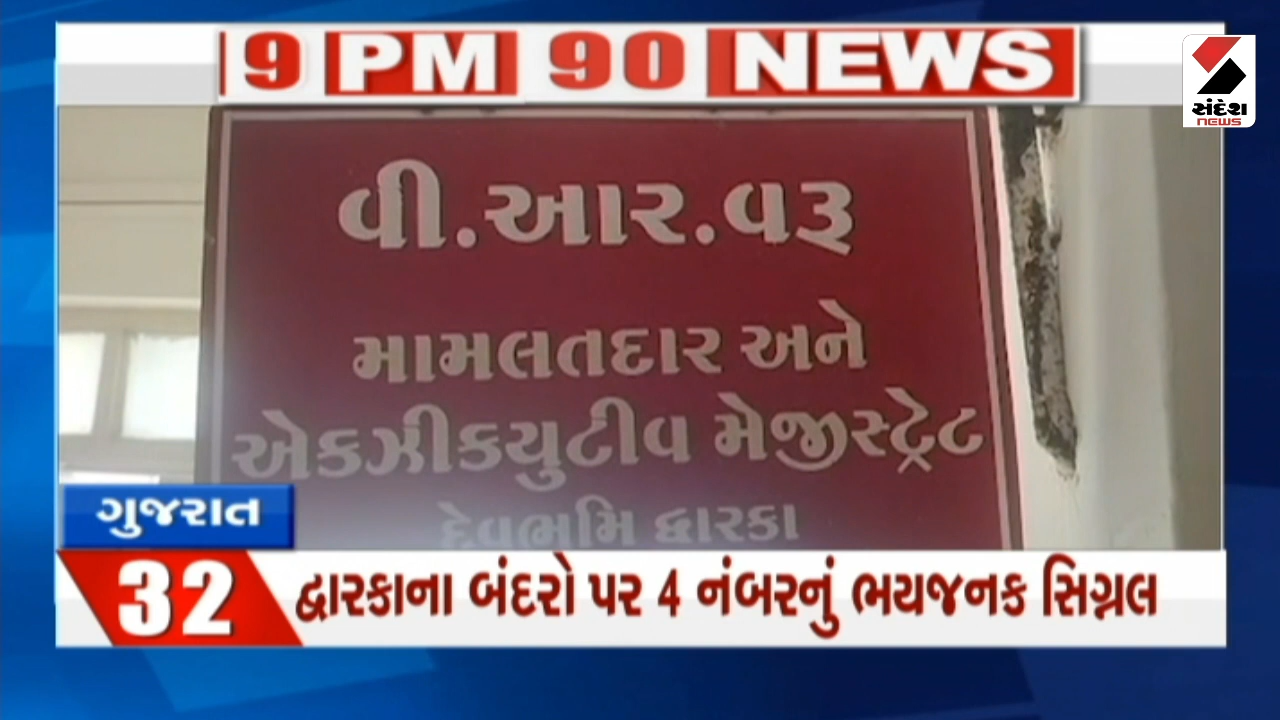 9 PM 90 NEWS
સંદેશ
NEWS
વી.આર.વરૂ
મામલતદાર અને
એકઝીકયુટીવ મેજીસ્ટ્રેટ
દેવભૂમિ દ્વારકા
ગુજરાત
32 દ્વારકાના બંદરો પર 4 નંબરનું ભયજનક સિગ્નલ